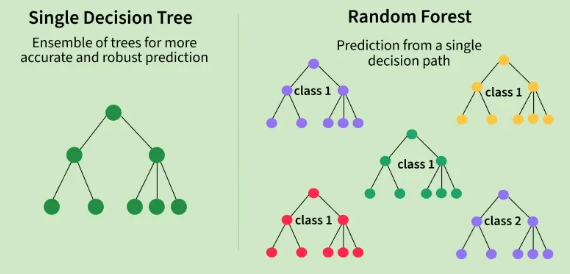 Single Decision Tree
Ensemble of trees for more
accurate and robust prediction
Random Forest
Prediction from a single
decision path
class 1
class 1
class 1
class 1
class 2